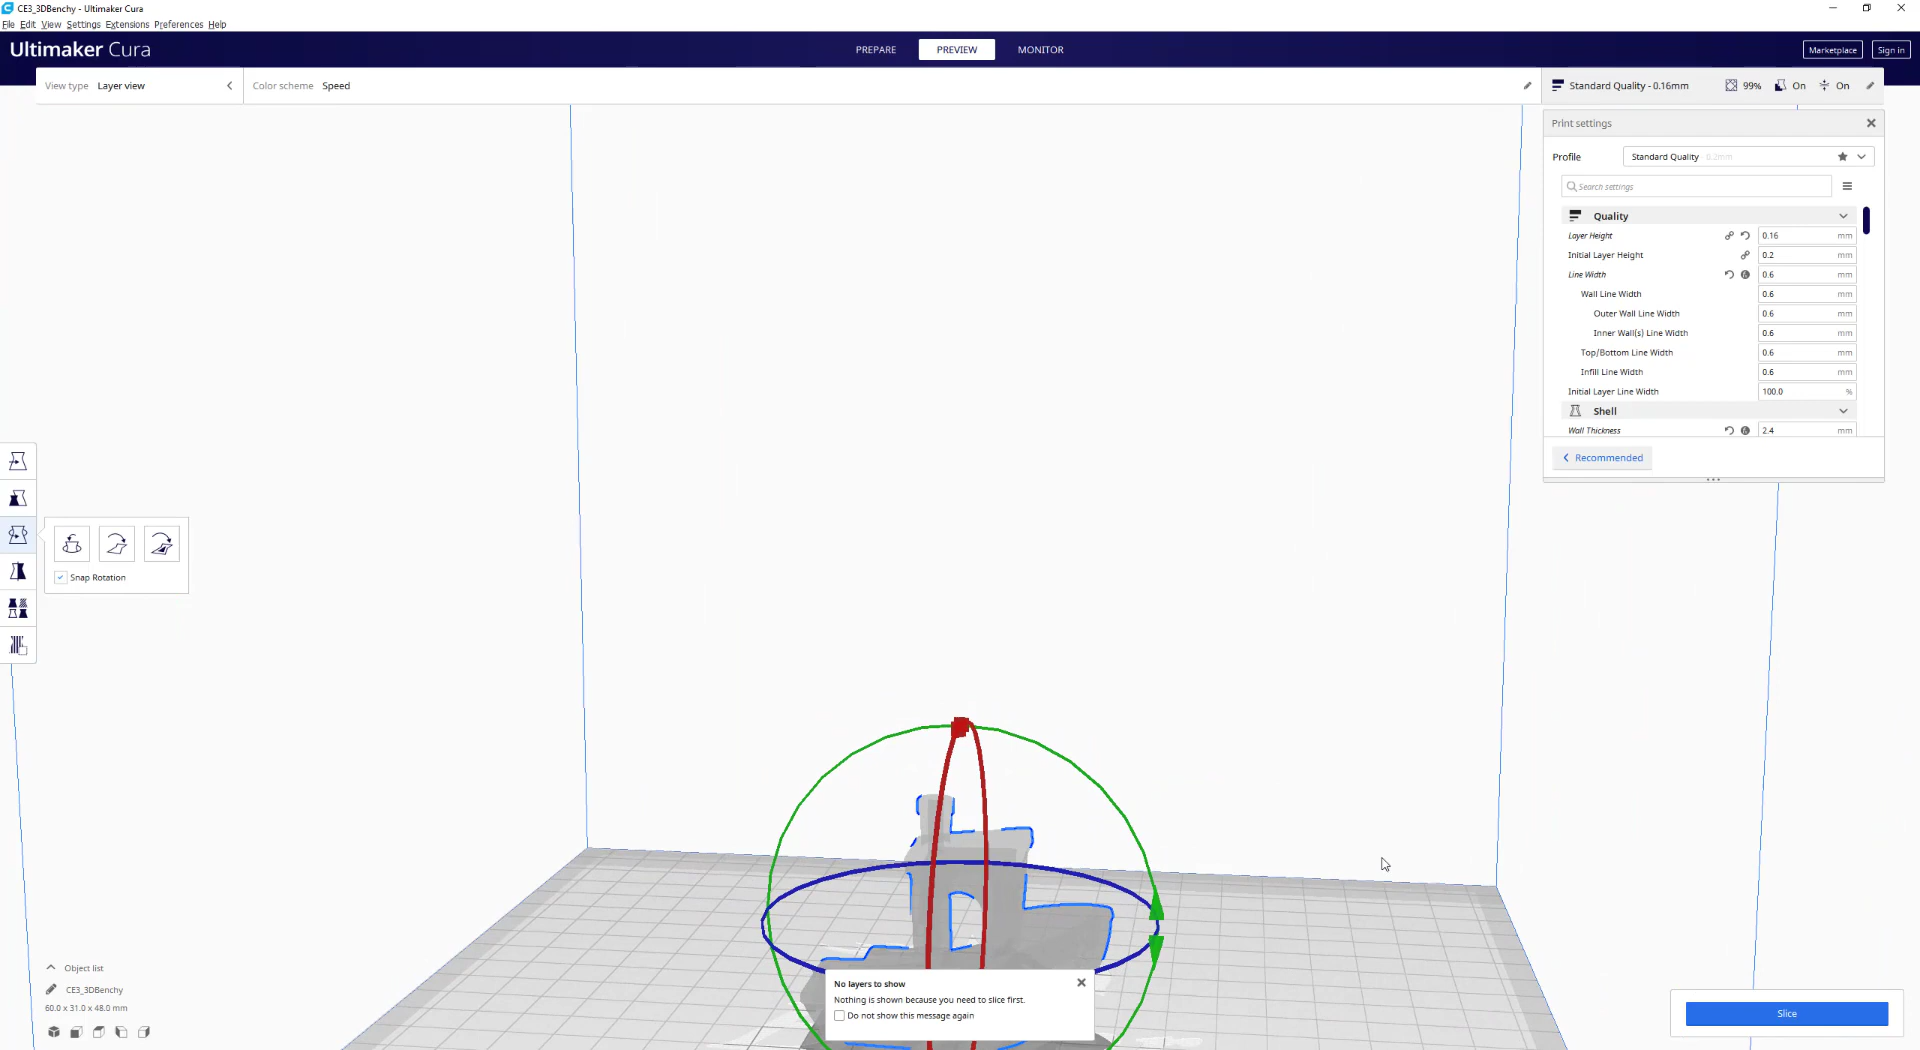 CE3_3DBenchy - Ultimaker Cura
File Edit View Settings Extensions Preferences Help
Ultimaker Cura
PREPARE
PREVIEW
MONITOR
Marketplace
Sign in
View type Layer view
Color scheme Speed
Standard Quality - 0.16mm
99%
On
On
Print settings
Profile
Standard Quality 0.2mm
Search settings
Quality
Layer Height 0.16 mm
Initial Layer Height 0.2 mm
Line Width 0.6 mm
Wall Line Width 0.6 mm
Outer Wall Line Width 0.6 mm
Inner Wall(s) Line Width 0.6 mm
Top/Bottom Line Width 0.6 mm
Infill Line Width 0.6 mm
Initial Layer Line Width 100.0 %
Shell
Wall Thickness 2.4 mm
Recommended
Snap Rotation
Object list
CE3_3DBenchy
60.0 x 31.0 x 48.0 mm
No layers to show
Nothing is shown because you need to slice first.
Do not show this message again
Slice